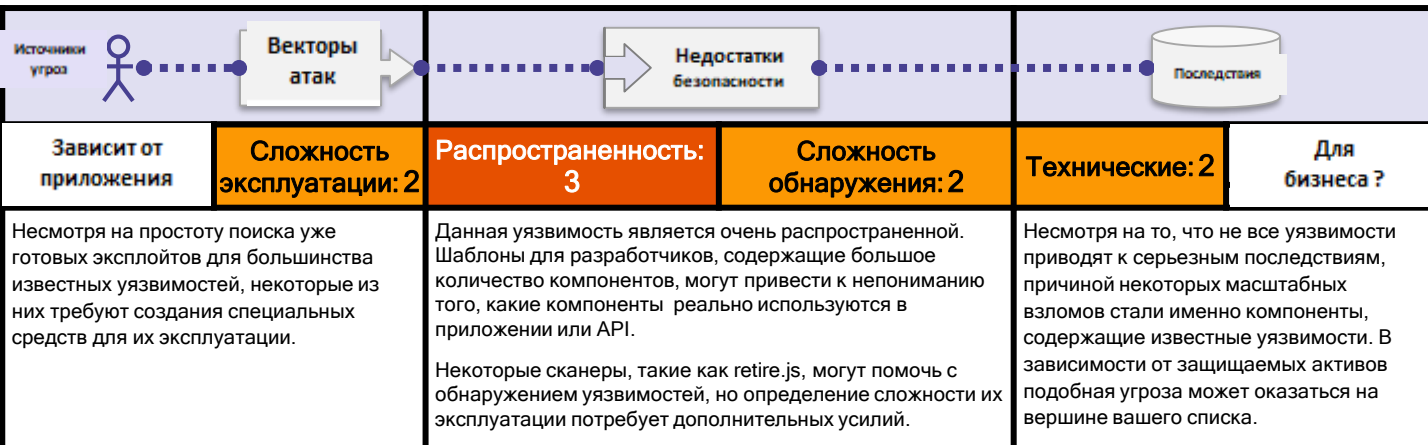 Источники
угроз
Векторы
атак
Недостатки
безопасности
Последствия
Зависит от
приложения
Сложность
эксплуатации: 2
Распространенность:
3
Сложность
обнаружения: 2
Технические: 2
Для
бизнеса ?
Несмотря на простоту поиска уже
готовых эксплойтов для большинства
известных уязвимостей, некоторые из
них требуют создания специальных
средств для их эксплуатации.
Данная уязвимость является очень распространенной.
Шаблоны для разработчиков, содержащие большое
количество компонентов, могут привести к непониманию
того, какие компоненты реально используются в
приложении или API.
Некоторые сканеры, такие как retire.js, могут помочь с
обнаружением уязвимостей, но определение сложности их
эксплуатации потребует дополнительных усилий.
Несмотря на то, что не все уязвимости
приводят к серьезным последствиям,
причиной некоторых масштабных
взломов стали именно компоненты,
содержащие известные уязвимости. В
зависимости от защищаемых активов
подобная угроза может оказаться на
вершине вашего списка.